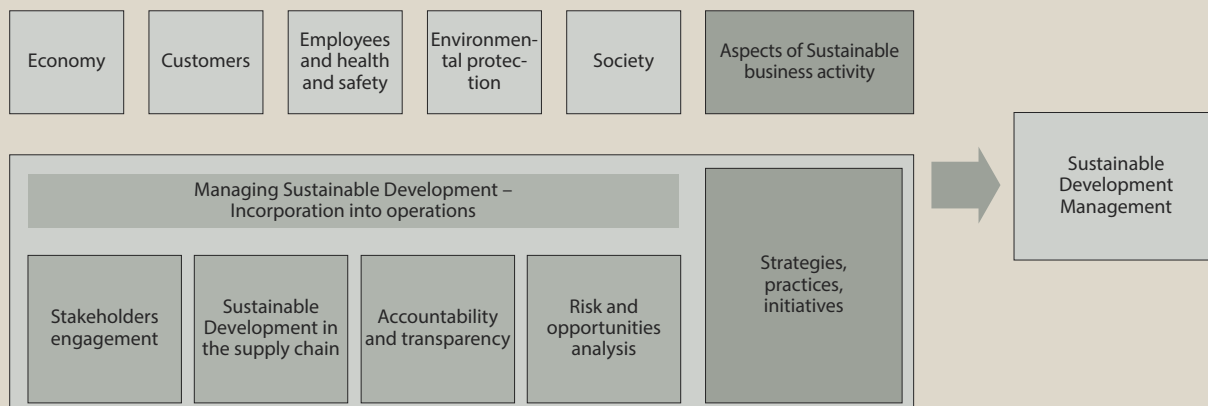 Economy
Customers
Employees
and health
and safety
Environmen-
tal protec-
tion
Society
Aspects of Sustainable
business activity
Managing Sustainable Development –
Incorporation into operations
Stakeholders
engagement
Sustainable
Development in
the supply chain
Accountability
and transparency
Risk and
opportunities
analysis
Strategies,
practices,
initiatives
Sustainable
Development
Management